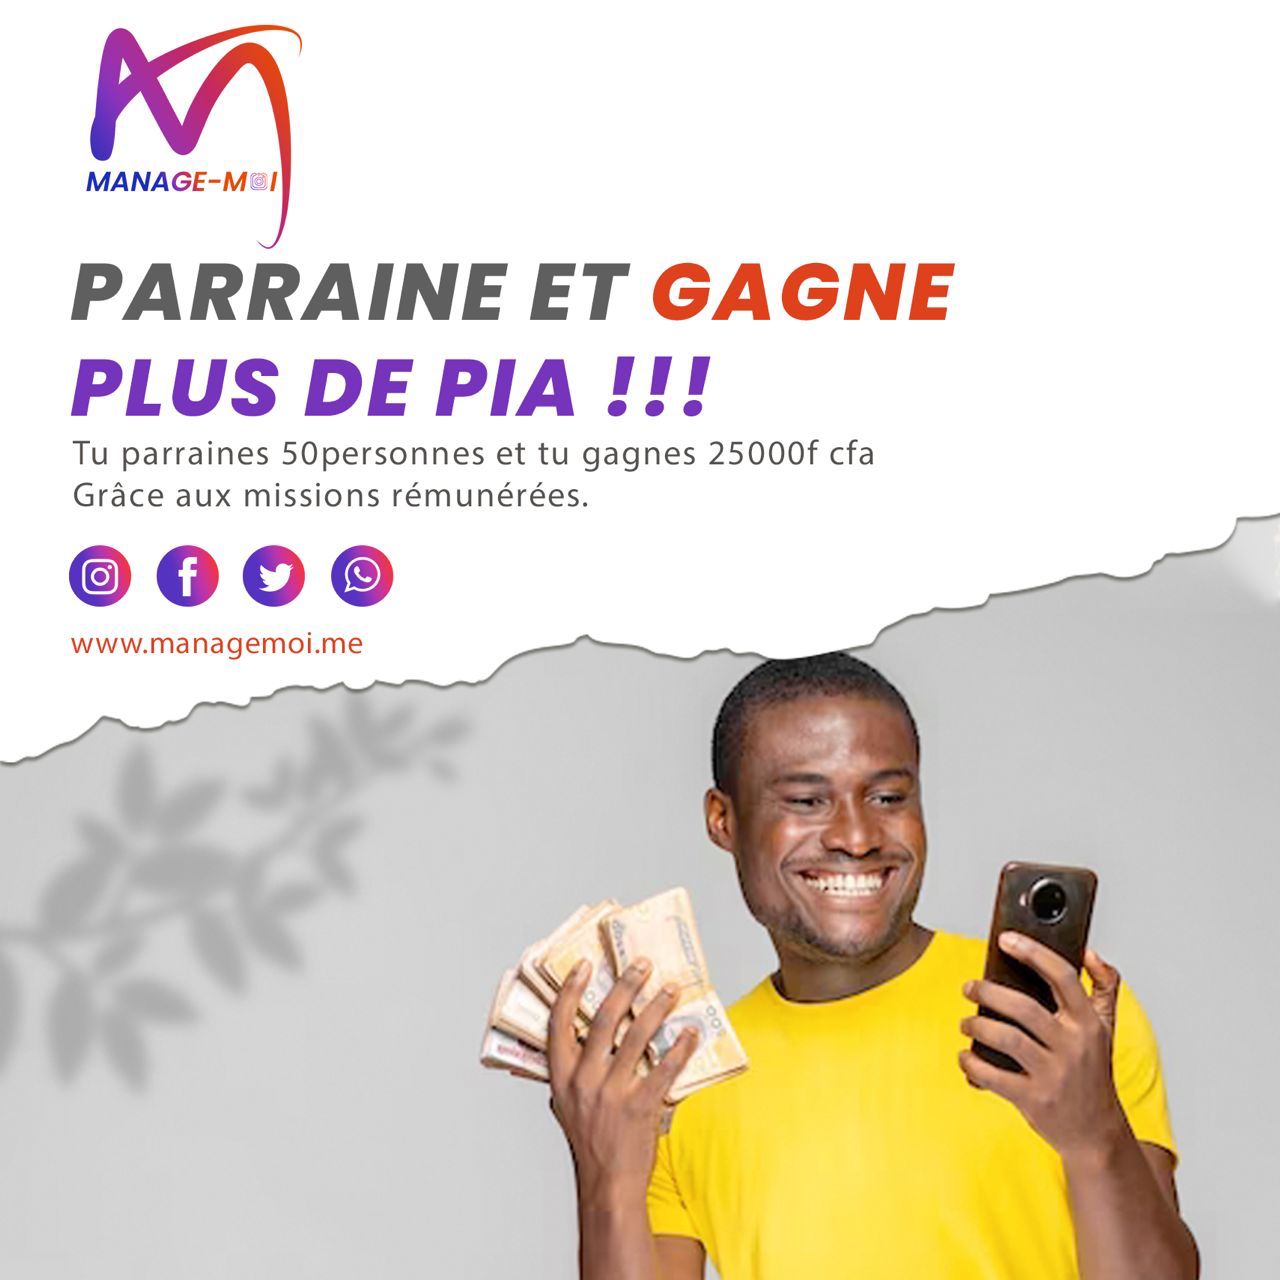 MANAGE-MOI
PARRAINE ET GAGNE
PLUS DE PIA !!!
Tu parraines 50personnes et tu gagnes 25000f cfa
Grâce aux missions rémunérées.
www.managemoi.me